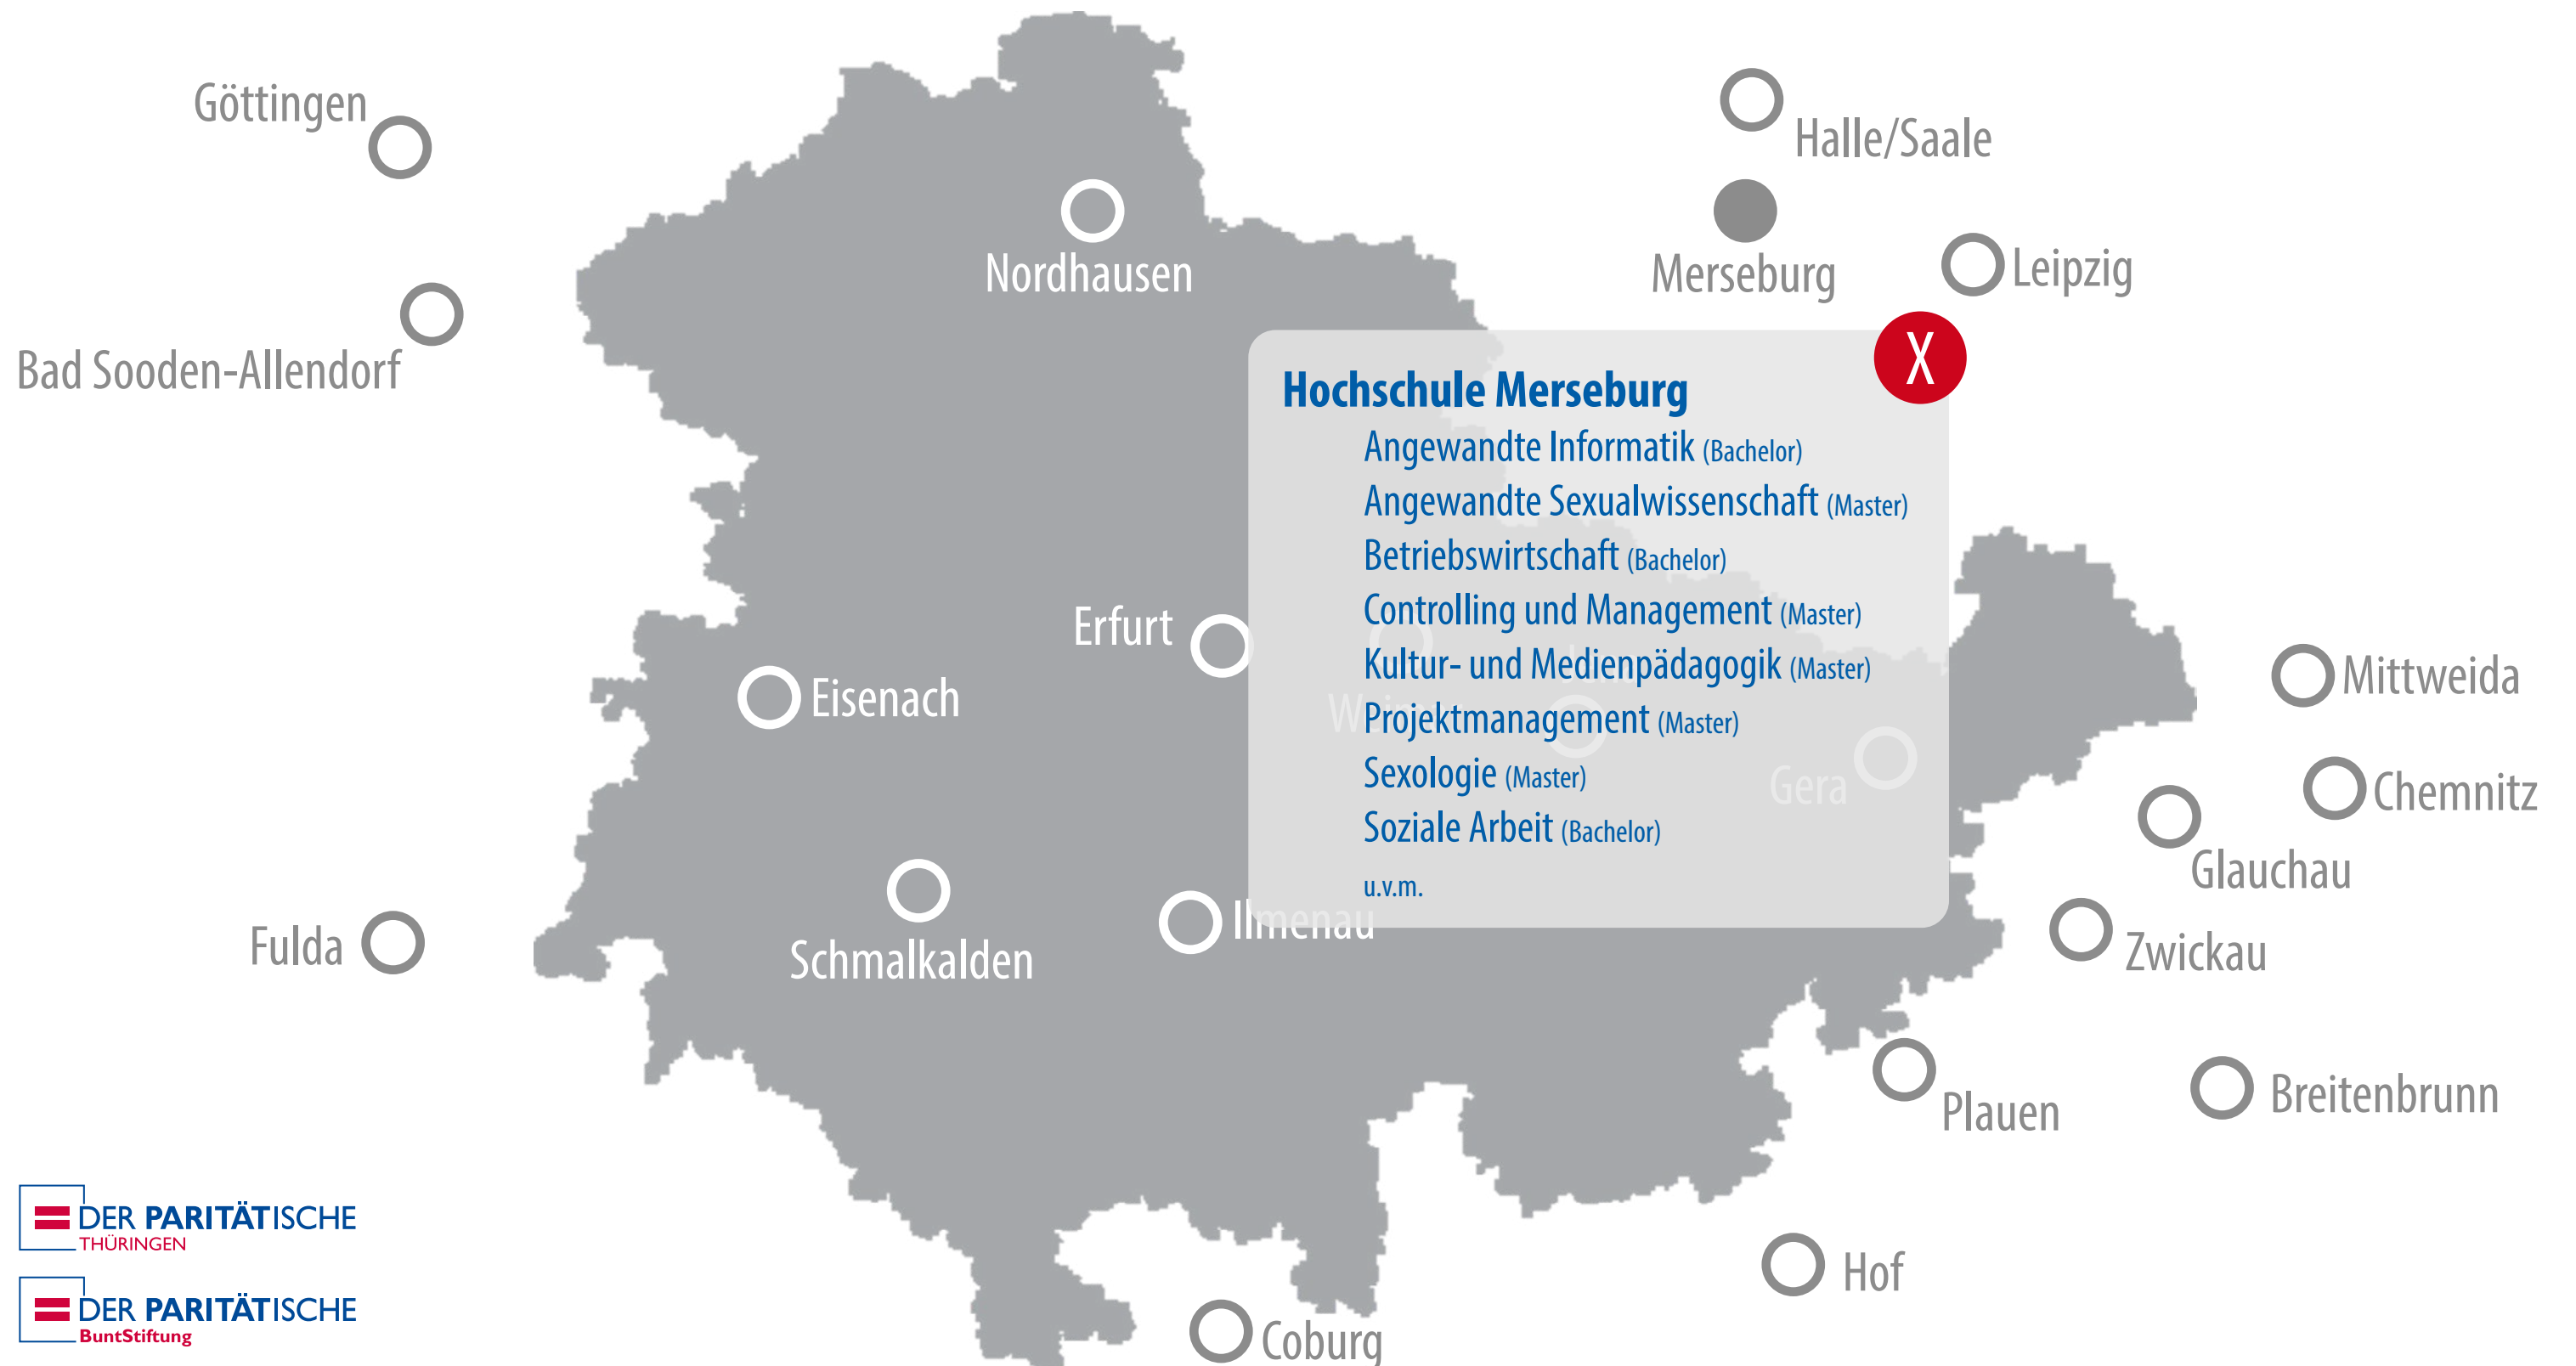 Göttingen
Halle/Saale
Nordhausen
Merseburg
Leipzig
Bad Sooden-Allendorf
X
Hochschule Merseburg
Angewandte Informatik (Bachelor)
Angewandte Sexualwissenschaft (Master)
Betriebswirtschaft (Bachelor)
Controlling und Management (Master)
Kultur- und Medienpädagogik (Master)
Projektmanagement (Master)
Sexologie (Master)
Soziale Arbeit (Bachelor)
u.v.m.
Erfurt
Eisenach
Gera
Mittweida
Chemnitz
Glauchau
Fulda
Schmalkalden
Ilmenau
Zwickau
Plauen
Breitenbrunn
Hof
Coburg
DER PARITÄTISCHE
THÜRINGEN
DER PARITÄTISCHE
BuntStiftung